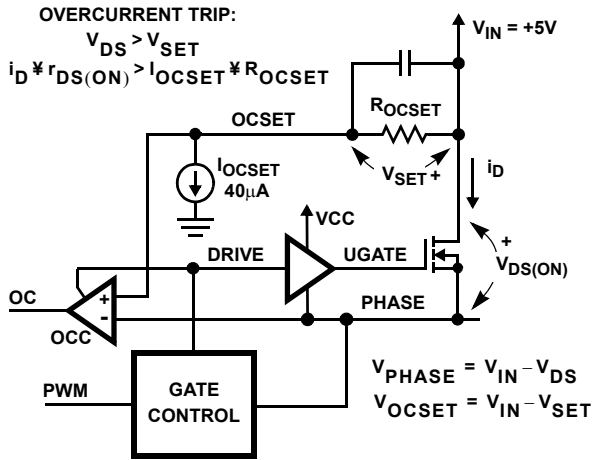 OVERCURRENT TRIP:
VDS > VSET
iD ¥ rDS(ON) > IOCSET ¥ ROCSET
VIN = +5V
ROCSET
OCSET
VSET +
iD
IOCSET
40μA
VCC
DRIVE
UGATE
+
VDS(ON)
PHASE
OC
+
-
OCC
PWM
GATE
CONTROL
VPHASE = VIN – VDS
VOCSET = VIN – VSET